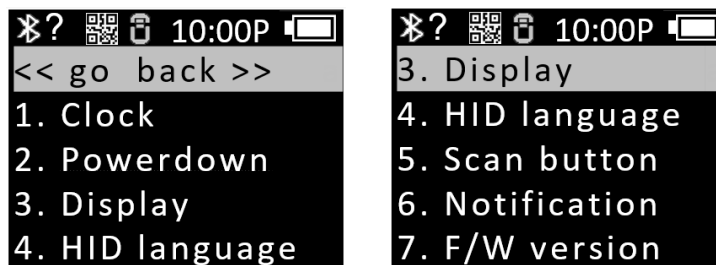 ? 10:00P
<< go back >>
1. Clock
2. Powerdown
3. Display
4. HID language
? 10:00P
3. Display
4. HID language
5. Scan button
6. Notification
7. F/W version